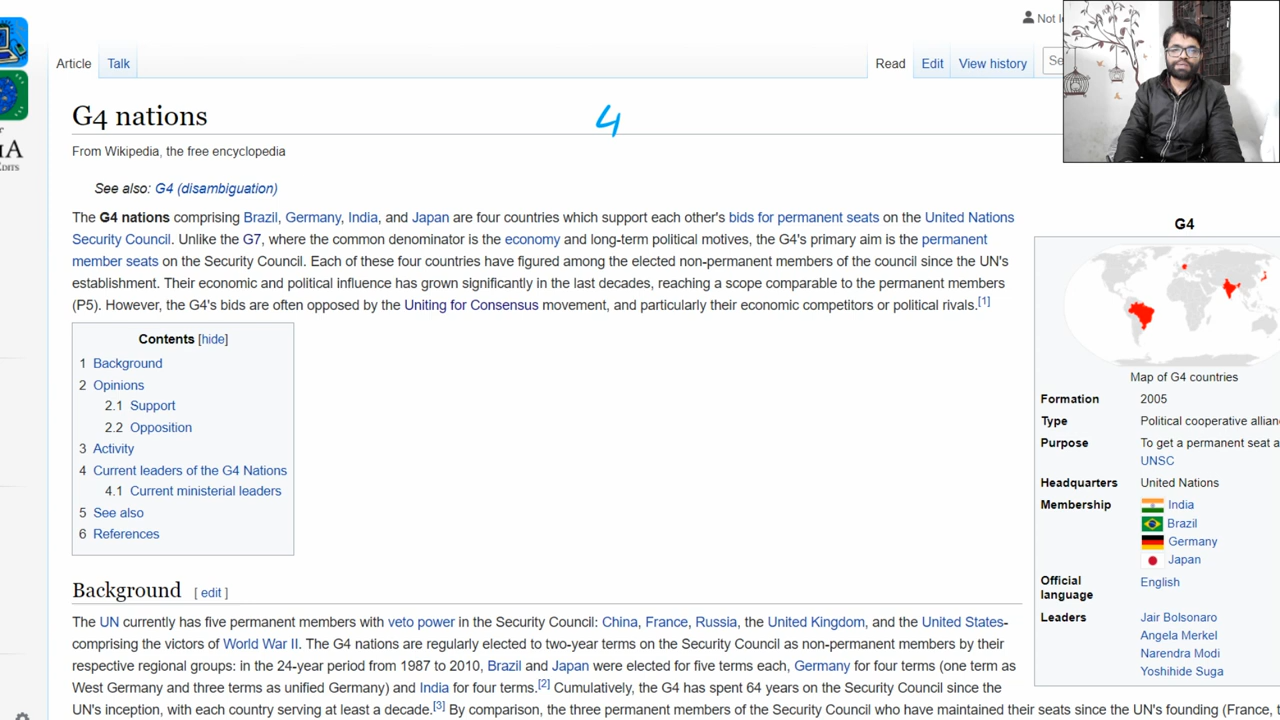 Not
Article
Talk
Read
Edit
View history
Se
G4 nations
4
From Wikipedia, the free encyclopedia
See also: G4 (disambiguation)
The G4 nations comprising Brazil, Germany, India, and Japan are four countries which support each other's bids for permanent seats on the United Nations
Security Council. Unlike the G7, where the common denominator is the economy and long-term political motives, the G4's primary aim is the permanent
member seats on the Security Council. Each of these four countries have figured among the elected non-permanent members of the council since the UN's
establishment. Their economic and political influence has grown significantly in the last decades, reaching a scope comparable to the permanent members
(P5). However, the G4's bids are often opposed by the Uniting for Consensus movement, and particularly their economic competitors or political rivals.[1]
Contents [hide]
1 Background
2 Opinions
2.1 Support
2.2 Opposition
3 Activity
4 Current leaders of the G4 Nations
4.1 Current ministerial leaders
5 See also
6 References
G4
Map of G4 countries
Formation 2005
Type Political cooperative allian
Purpose To get a permanent seat a
UNSC
Headquarters United Nations
Membership India
Brazil
Germany
Japan
Official language English
Leaders Jair Bolsonaro
Angela Merkel
Narendra Modi
Yoshihide Suga
Background [ edit ]
The UN currently has five permanent members with veto power in the Security Council: China, France, Russia, the United Kingdom, and the United States-
comprising the victors of World War II. The G4 nations are regularly elected to two-year terms on the Security Council as non-permanent members by their
respective regional groups: in the 24-year period from 1987 to 2010, Brazil and Japan were elected for five terms each, Germany for four terms (one term as
West Germany and three terms as unified Germany) and India for four terms.[2] Cumulatively, the G4 has spent 64 years on the Security Council since the
UN's inception, with each country serving at least a decade.[3] By comparison, the three permanent members of the Security Council who have maintained their seats since the UN's founding (France, t